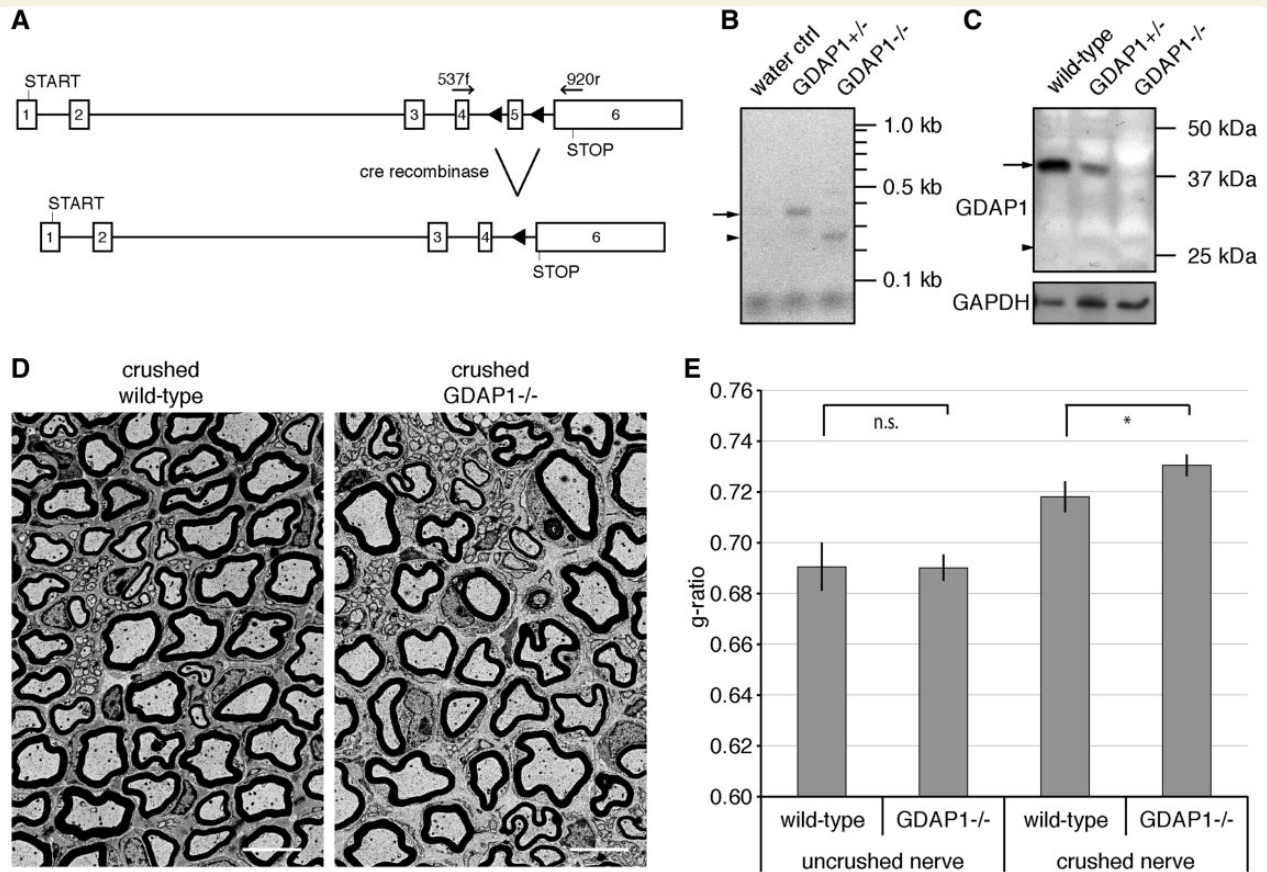 A
START
537f
920r
1
2
3
4
5
6
STOP
cre recombinase
START
1
2
3
4
6
STOP
B
water ctrl
GDAP1+/-
GDAP1-/-
1.0 kb
0.5 kb
0.1 kb
C
wild-type
GDAP1+/-
GDAP1-/-
50 kDa
37 kDa
GDAP1
25 kDa
GAPDH
D
crushed
wild-type
crushed
GDAP1-/-
E
0.76
0.74
0.72
0.70
0.68
0.66
0.64
0.62
0.60
g-ratio
n.s.
*
wild-type
GDAP1-/-
wild-type
GDAP1-/-
uncrushed nerve
crushed nerve